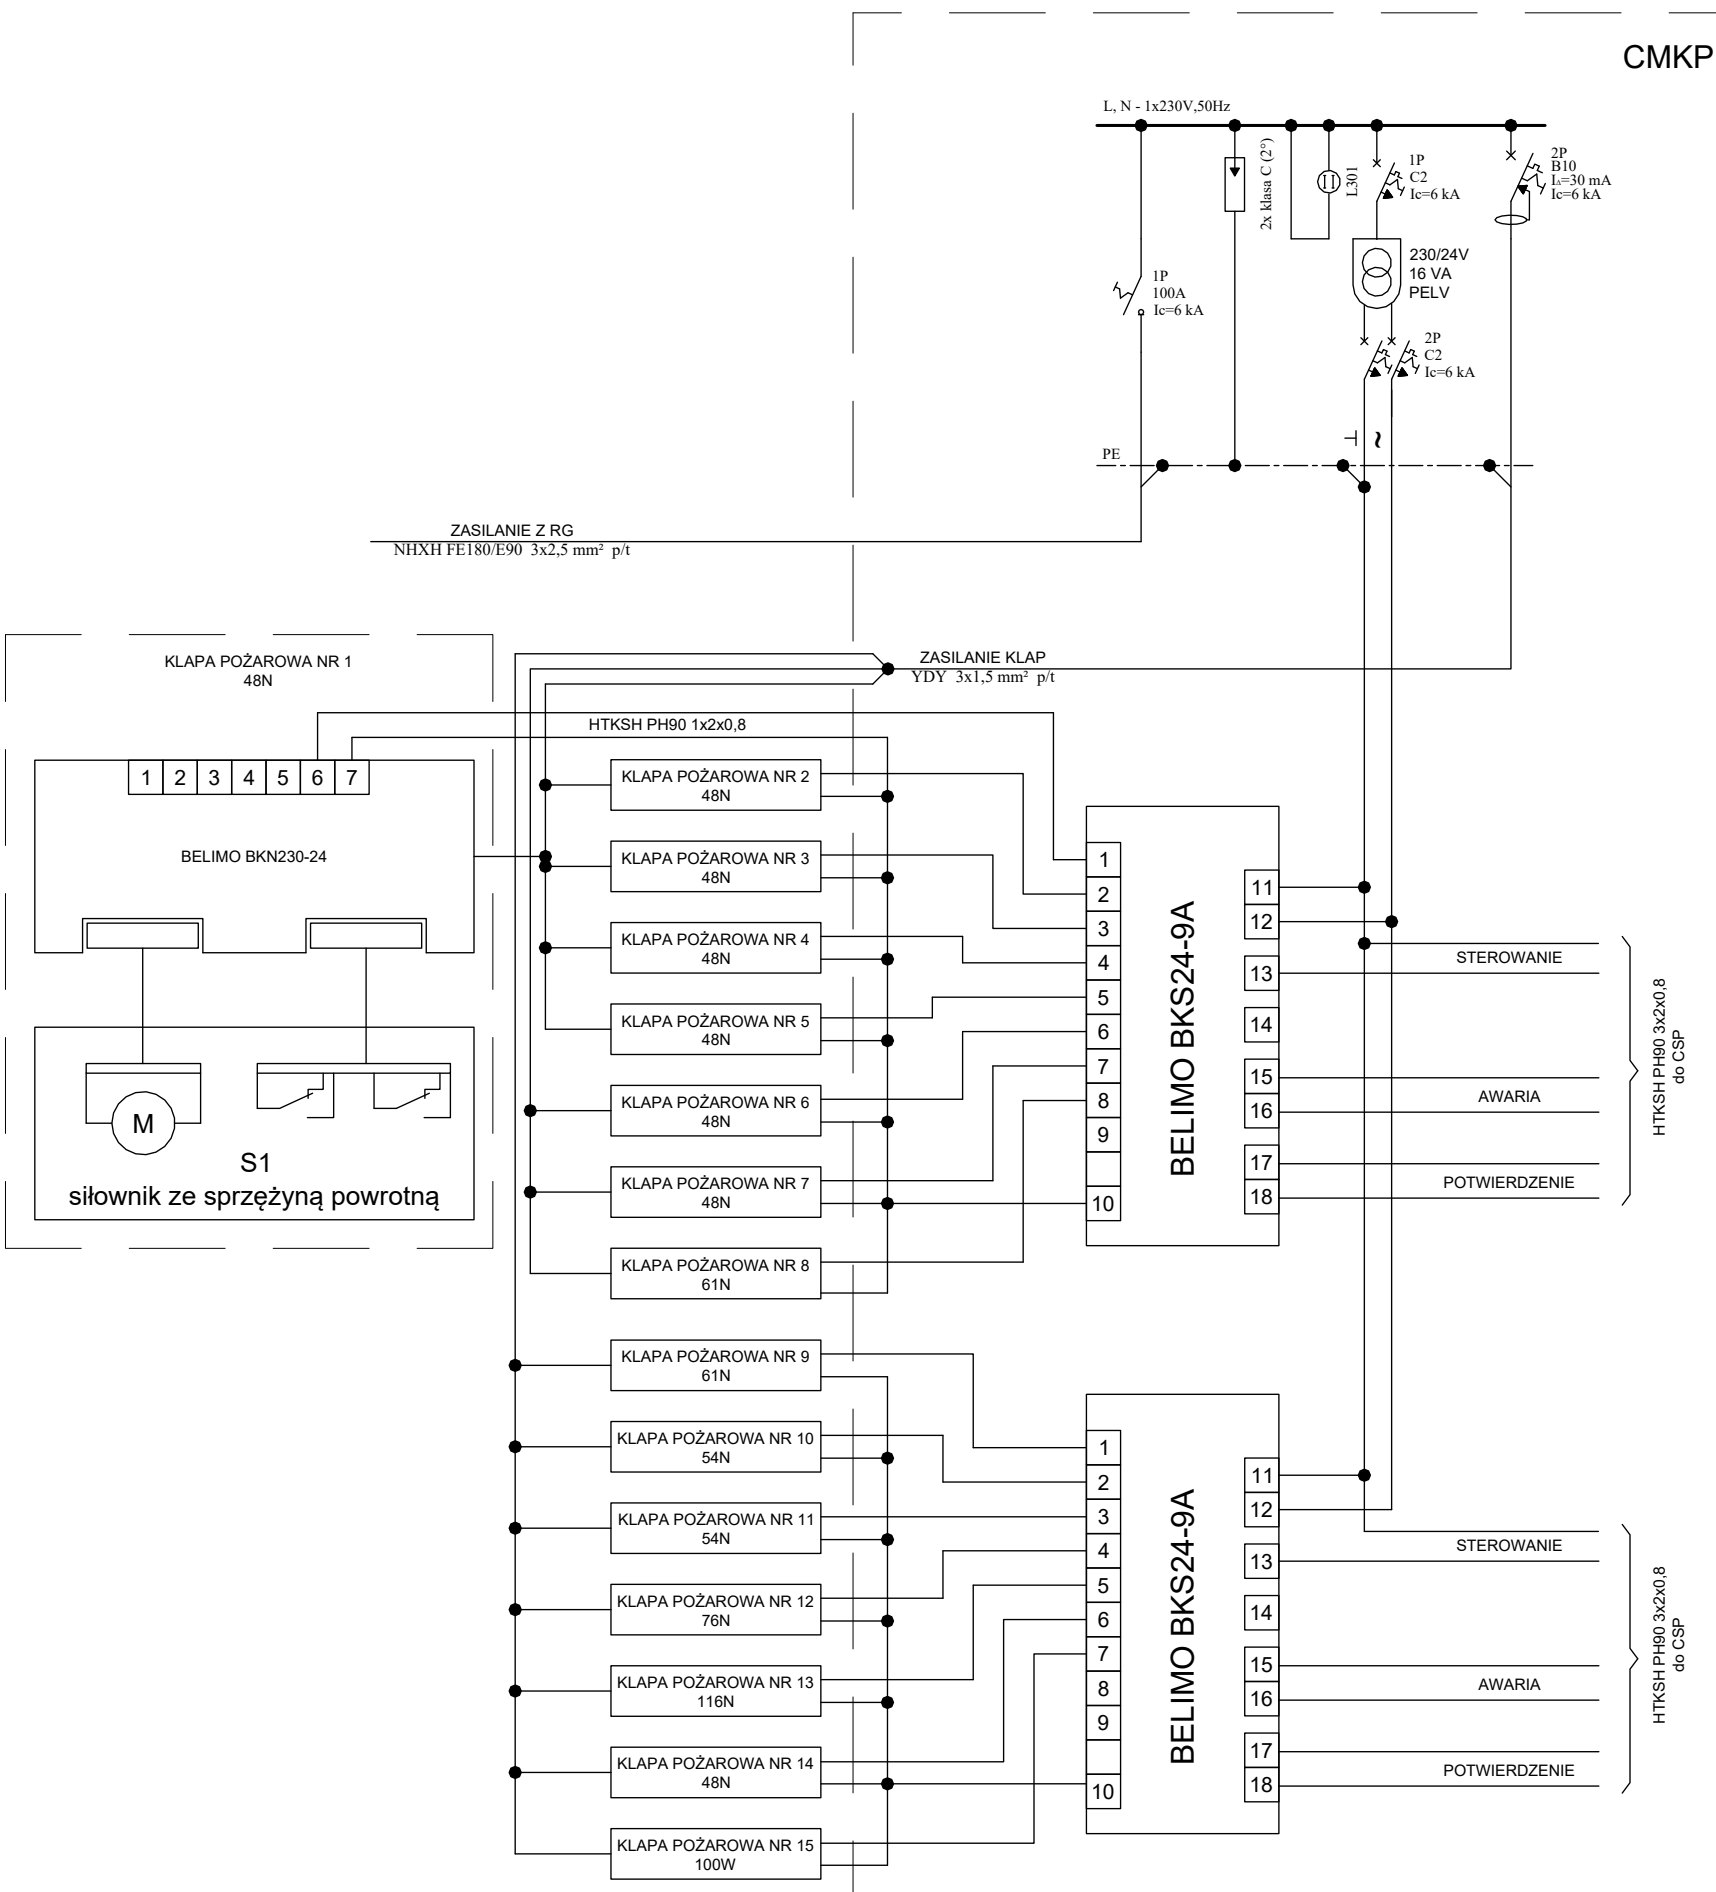 CMKP
L, N - 1x230V,50Hz
2x klasa C (2°)
L301
1P
C2
Ic=6 kA
2P
B10
I∆=30 mA
Ic=6 kA
230/24V
16 VA
PELV
1P
100A
Ic=6 kA
2P
C2
Ic=6 kA
⊥ ~
PE
ZASILANIE Z RG
NHXH FE180/E90 3x2,5 mm² p/t
ZASILANIE KLAP
YDY 3x1,5 mm² p/t
HTKSH PH90 1x2x0,8
KLAPA POŻAROWA NR 1
48N
1 2 3 4 5 6 7
BELIMO BKN230-24
M
S1
siłownik ze sprzężyną powrotną
KLAPA POŻAROWA NR 2
48N
KLAPA POŻAROWA NR 3
48N
KLAPA POŻAROWA NR 4
48N
KLAPA POŻAROWA NR 5
48N
KLAPA POŻAROWA NR 6
48N
KLAPA POŻAROWA NR 7
48N
KLAPA POŻAROWA NR 8
61N
KLAPA POŻAROWA NR 9
61N
KLAPA POŻAROWA NR 10
54N
KLAPA POŻAROWA NR 11
54N
KLAPA POŻAROWA NR 12
76N
KLAPA POŻAROWA NR 13
116N
KLAPA POŻAROWA NR 14
48N
KLAPA POŻAROWA NR 15
100W
1
2
3
4
5
6
7
8
9
10
BELIMO BKS24-9A
11
12
13
14
15
16
17
18
STEROWANIE
AWARIA
POTWIERDZENIE
HTKSH PH90 3x2x0,8
do CSP
1
2
3
4
5
6
7
8
9
10
BELIMO BKS24-9A
11
12
13
14
15
16
17
18
STEROWANIE
AWARIA
POTWIERDZENIE
HTKSH PH90 3x2x0,8
do CSP